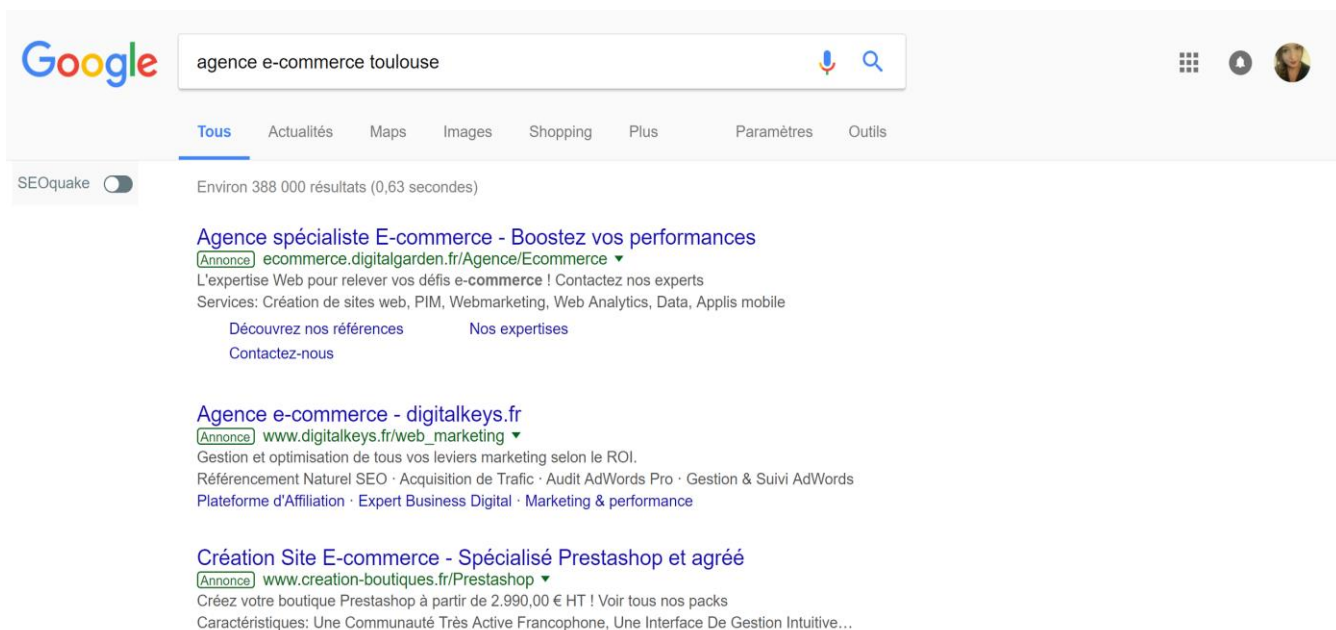 Google
agence e-commerce toulouse
Tous Actualités Maps Images Shopping Plus Paramètres Outils
SEOquake
Environ 388 000 résultats (0,63 secondes)
Agence spécialiste E-commerce - Boostez vos performances
Annonce ecommerce.digitalgarden.fr/Agence/Ecommerce
L'expertise Web pour relever vos défis e-commerce ! Contactez nos experts
Services: Création de sites web, PIM, Webmarketing, Web Analytics, Data, Applis mobile
Découvrez nos références Nos expertises
Contactez-nous
Agence e-commerce - digitalkeys.fr
Annonce www.digitalkeys.fr/web_marketing
Gestion et optimisation de tous vos leviers marketing selon le ROI.
Référencement Naturel SEO · Acquisition de Trafic · Audit AdWords Pro · Gestion & Suivi AdWords
Plateforme d'Affiliation · Expert Business Digital · Marketing & performance
Création Site E-commerce - Spécialisé Prestashop et agréé
Annonce www.creation-boutiques.fr/Prestashop
Créez votre boutique Prestashop à partir de 2.990,00 € HT ! Voir tous nos packs
Caractéristiques: Une Communauté Très Active Francophone, Une Interface De Gestion Intuitive…